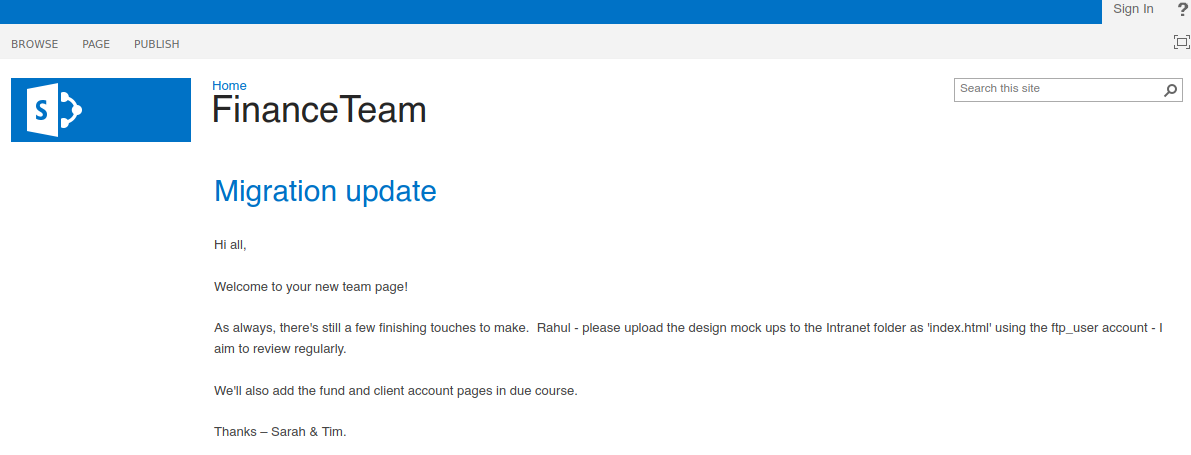 Sign In ?
BROWSE PAGE PUBLISH
S
Home
FinanceTeam
Search this site
Migration update
Hi all,
Welcome to your new team page!
As always, there's still a few finishing touches to make.  Rahul - please upload the design mock ups to the Intranet folder as 'index.html' using the ftp_user account - I
aim to review regularly.
We'll also add the fund and client account pages in due course.
Thanks – Sarah & Tim.